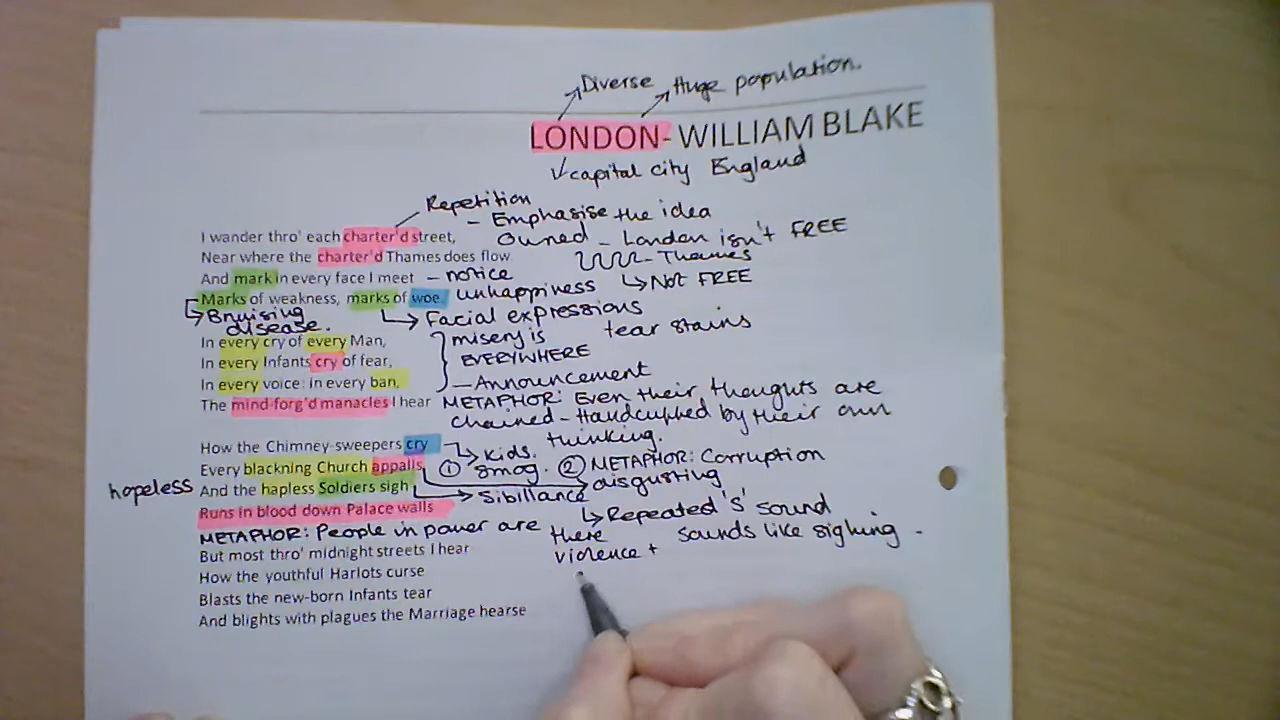 Diverse Huge population.
LONDON- WILLIAM BLAKE
capital city England
Repetition
- Emphasise the idea
I wander thro' each charter'd street,
Owned - London isn't FREE
Near where the charter'd Thames does flow
- Thames
And mark in every face I meet - notice
Not FREE
Marks of weakness, marks of woe. unhappiness
Bruising
disease.
Facial expressions
tear stains
In every cry of every Man,
misery is
In every Infants cry of fear,
EVERYWHERE
In every voice: in every ban,
- Announcement
The mind-forg'd manacles I hear
METAPHOR: Even their thoughts are
chained - Handcuffed by their own
thinking.
How the Chimney-sweepers cry
Kids.
Every blackning Church appalls,
① smog. ② METAPHOR: Corruption
disgusting
hopeless And the hapless Soldiers sigh
Sibillance
Repeated 's' sound
sounds like sighing.
Runs in blood down Palace walls
METAPHOR: People in power are there
violence +
But most thro' midnight streets I hear
How the youthful Harlots curse
Blasts the new-born Infants tear
And blights with plagues the Marriage hearse